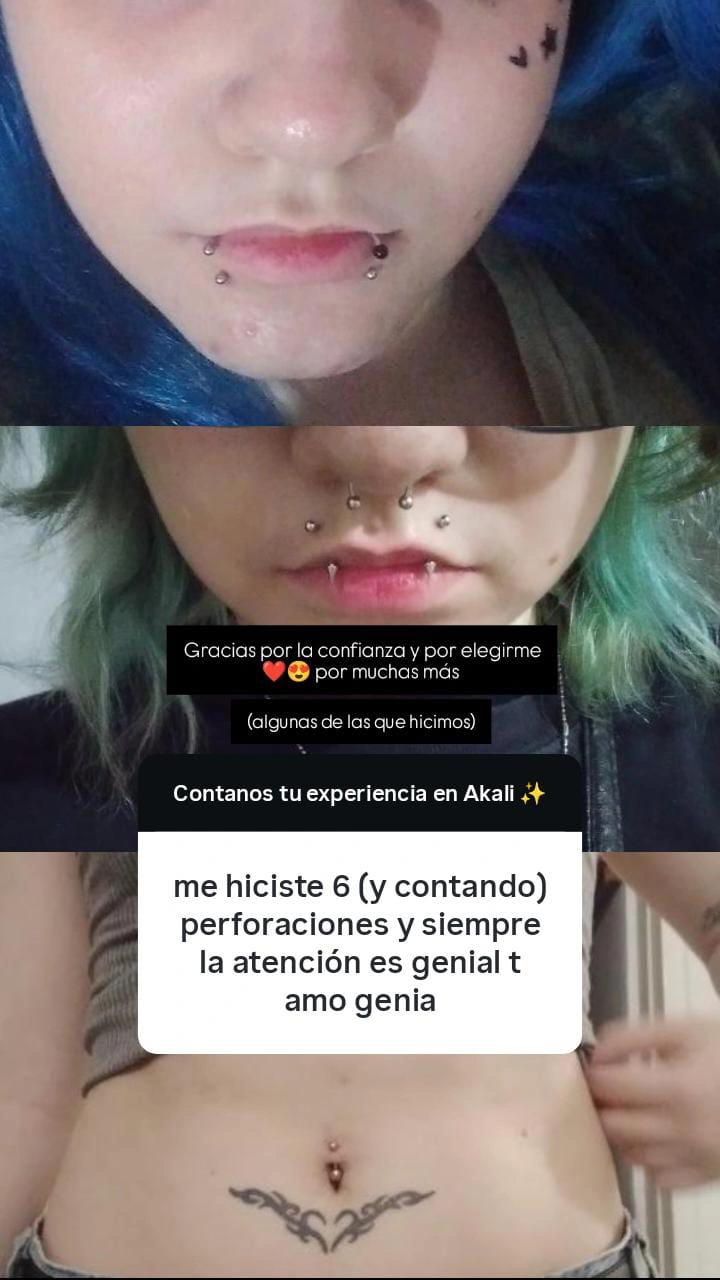 Gracias por la confianza y por elegirme
❤️😍 por muchas más
(algunas de las que hicimos)
Contanos tu experiencia en Akali ✨
me hiciste 6 (y contando)
perforaciones y siempre
la atención es genial t
amo genia